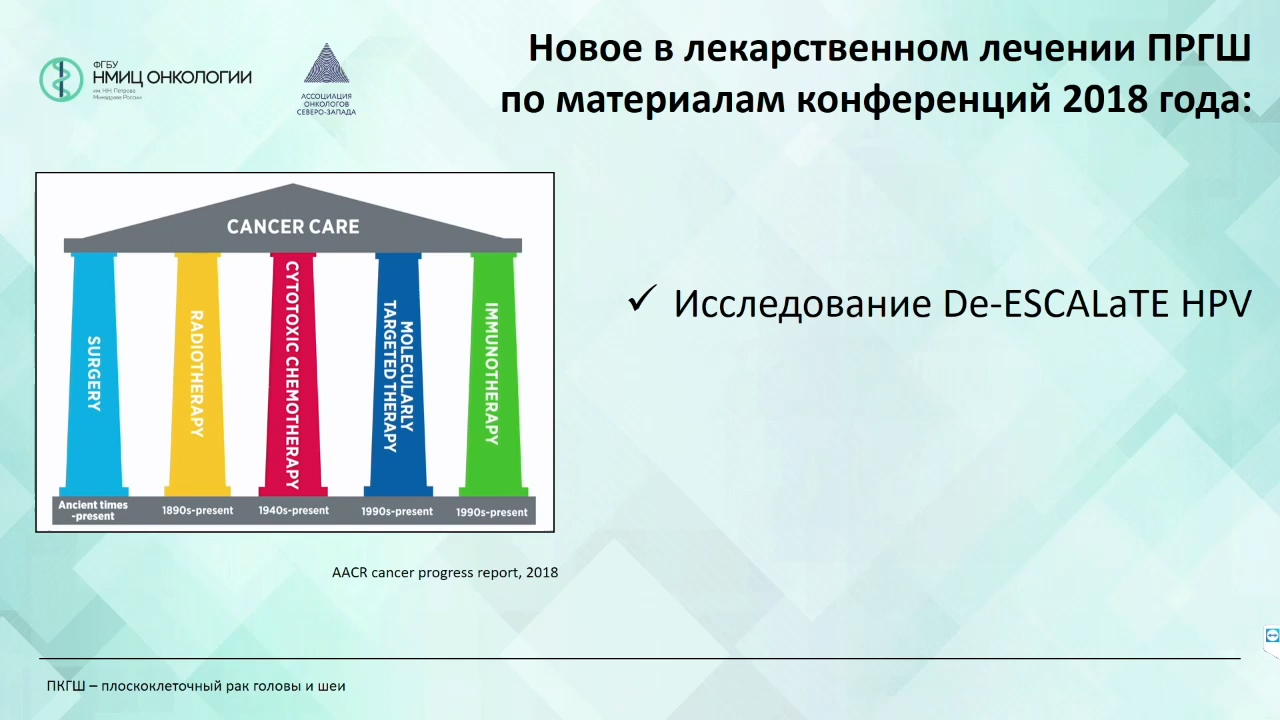 ФГБУ
НМИЦ ОНКОЛОГИИ
им. Н.Н. Петрова
Минздрава России
АССОЦИАЦИЯ
ОНКОЛОГОВ
СЕВЕРО-ЗАПАДА
Новое в лекарственном лечении ПРГШ
по материалам конференций 2018 года:
CANCER CARE
SURGERY
RADIOTHERAPY
CYTOTOXIC CHEMOTHERAPY
MOLECULARLY
TARGETED THERAPY
IMMUNOTHERAPY
Ancient times
-present
1890s-present
1940s-present
1990s-present
1990s-present
AACR cancer progress report, 2018
✓ Исследование De-ESCALaTE HPV
ПКГШ – плоскоклеточный рак головы и шеи